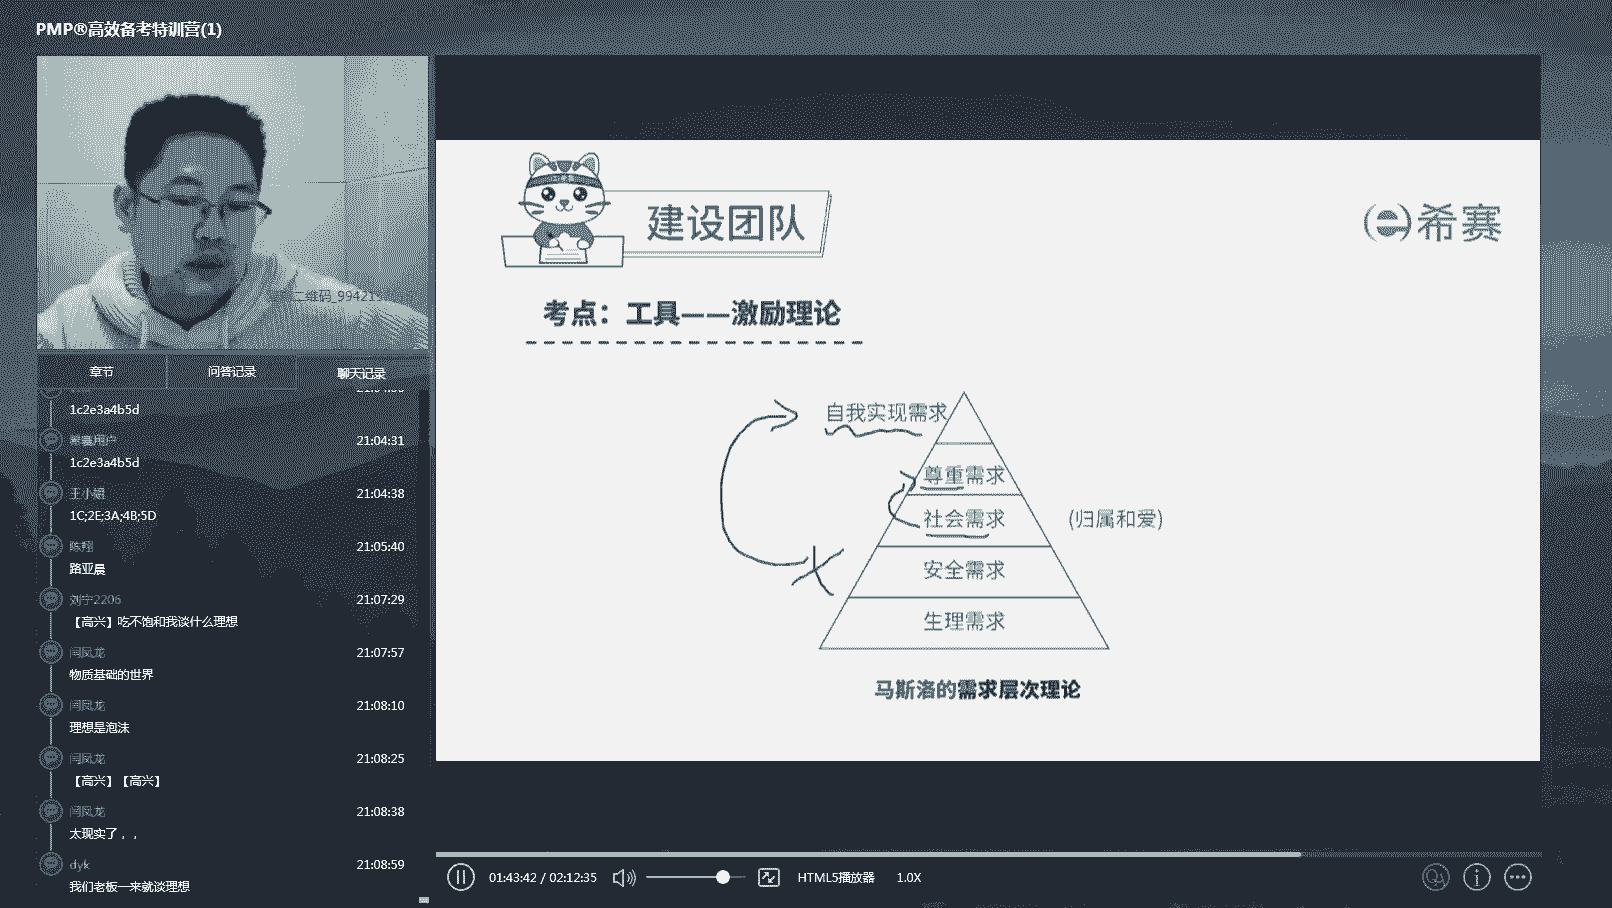 PMP®高效备考特训营(1)
二维码_99421
章节
问答记录
聊天记录
1c2e3a4b5d
21:04:31
1c2e3a4b5d
王小媚
21:04:38
1C;2E;3A;4B;5D
陈翔
21:05:40
路亚晨
刘宁2206
21:07:29
【高兴】吃不饱和我谈什么理想
闫凤龙
21:07:57
物质基础的世界
闫凤龙
21:08:10
理想是泡沫
闫凤龙
21:08:25
【高兴】【高兴】
闫凤龙
21:08:38
太现实了，，
dyk
21:08:59
我们老板一来就谈理想
建设团队
希赛
考点：工具——激励理论
自我实现需求
尊重需求
社会需求
(归属和爱)
安全需求
生理需求
马斯洛的需求层次理论
01:43:42 / 02:12:35
HTML5播放器
1.0X